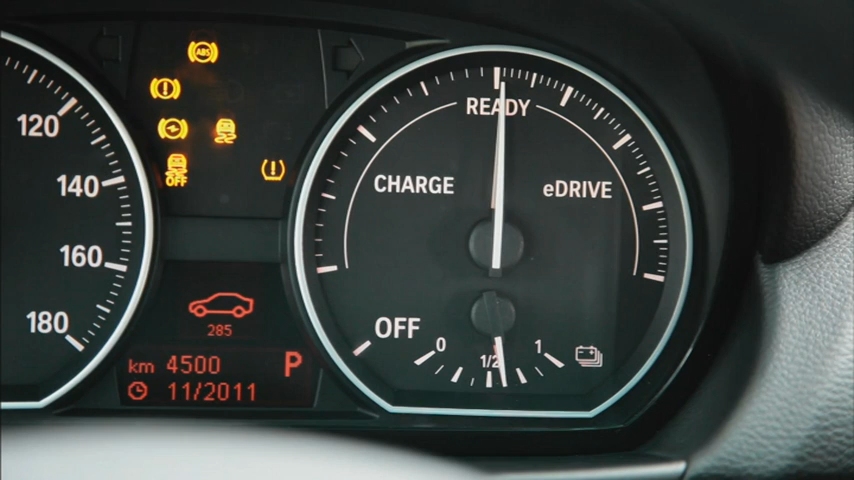 ABS
OFF
120
140
160
180
285
km 4500 P
11/2011
READY
CHARGE
eDRIVE
OFF
0
1/2
1